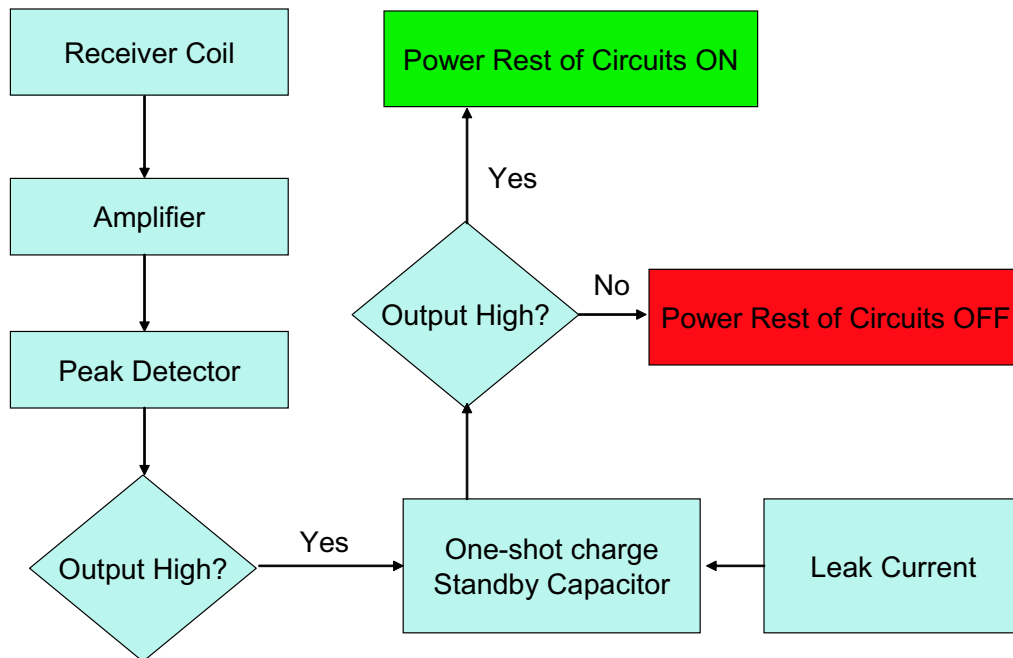 Receiver Coil
Amplifier
Peak Detector
Output High?
Yes
One-shot charge
Standby Capacitor
Leak Current
Output High?
Yes
Power Rest of Circuits ON
No
Power Rest of Circuits OFF